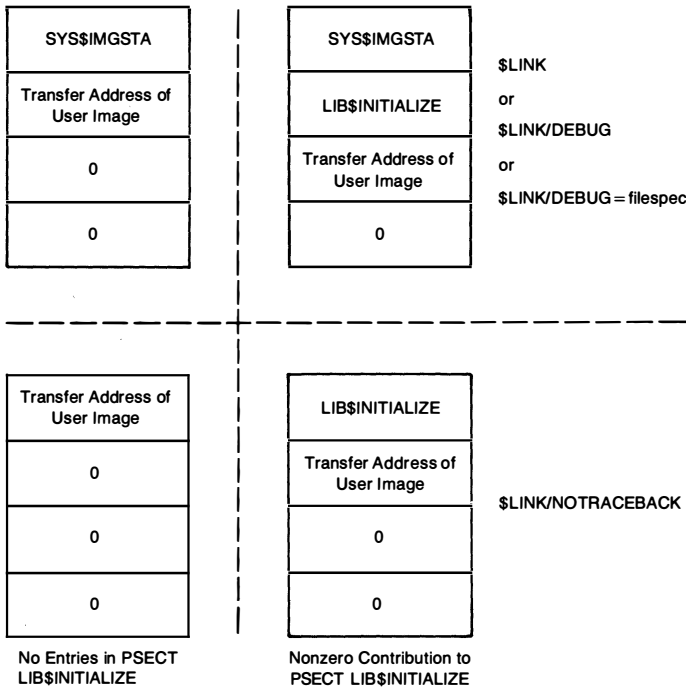 SYS$IMGSTA
Transfer Address of
User Image
0
0
SYS$IMGSTA
LIB$INITIALIZE
Transfer Address of
User Image
0
$LINK
or
$LINK/DEBUG
or
$LINK/DEBUG = filespec
Transfer Address of
User Image
0
0
0
No Entries in PSECT
LIB$INITIALIZE
LIB$INITIALIZE
Transfer Address of
User Image
0
0
Nonzero Contribution to
PSECT LIB$INITIALIZE
$LINK/NOTRACEBACK